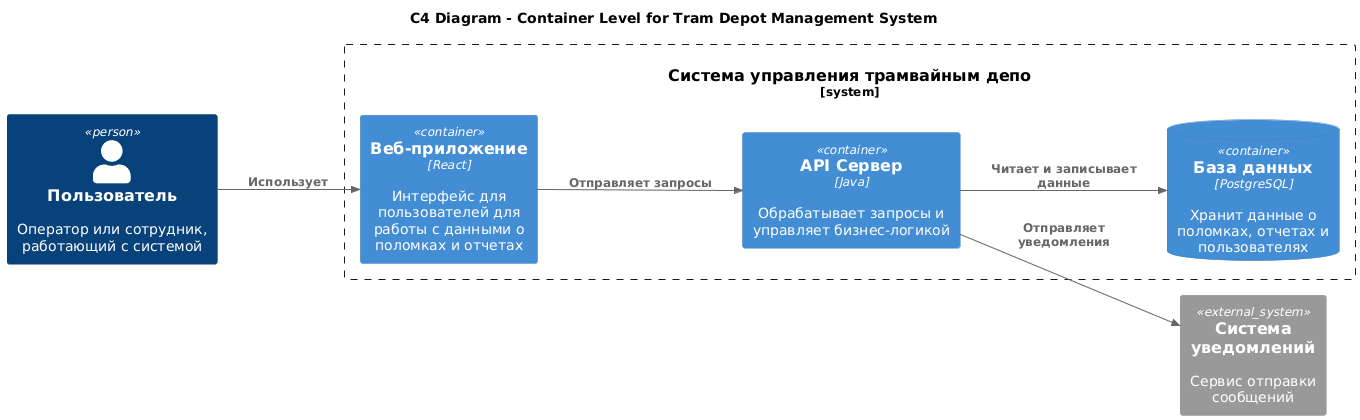 C4 Diagram - Container Level for Tram Depot Management System
Система управления трамвайным депо
[system]
«person»
Пользователь
Оператор или сотрудник,
работающий с системой
Использует
«container»
Веб-приложение
[React]
Интерфейс для
пользователей для
работы с данными о
поломках и отчетах
Отправляет запросы
«container»
API Сервер
[Java]
Обрабатывает запросы и
управляет бизнес-логикой
Читает и записывает
данные
Отправляет
уведомления
«container»
База данных
[PostgreSQL]
Хранит данные о
поломках, отчетах и
пользователях
«external_system»
Система
уведомлений
Сервис отправки
сообщений